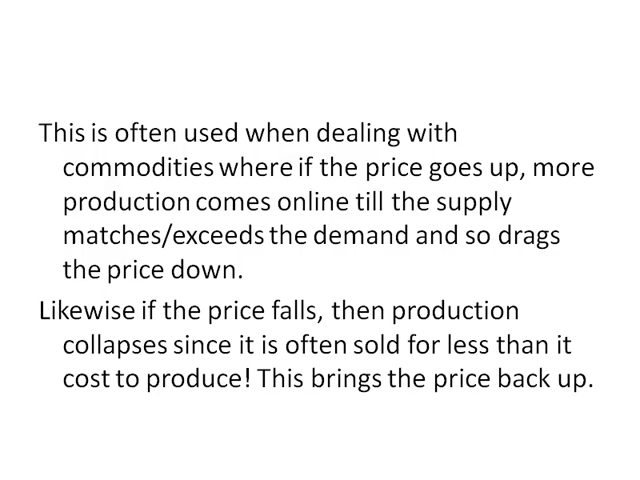 This is often used when dealing with
commodities where if the price goes up, more
production comes online till the supply
matches/exceeds the demand and so drags
the price down.
Likewise if the price falls, then production
collapses since it is often sold for less than it
cost to produce! This brings the price back up.